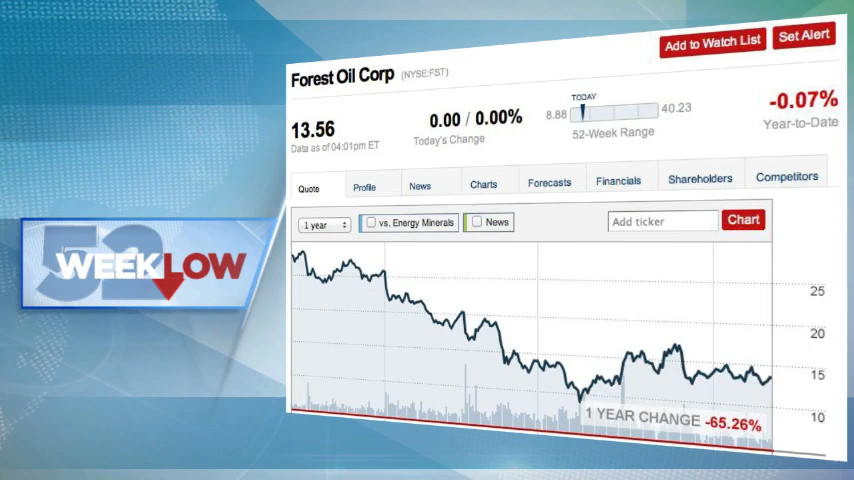 Add to Watch List
Set Alert
Forest Oil Corp (NYSE:FST)
TODAY
13.56
0.00 / 0.00%
8.88
40.23
-0.07%
Data as of 04:01pm ET
Today's Change
52-Week Range
Year-to-Date
Quote
Profile
News
Charts
Forecasts
Financials
Shareholders
Competitors
1 year
vs. Energy Minerals
News
Add ticker
Chart
52
WEEK LOW
25
20
15
10
1 YEAR CHANGE -65.26%